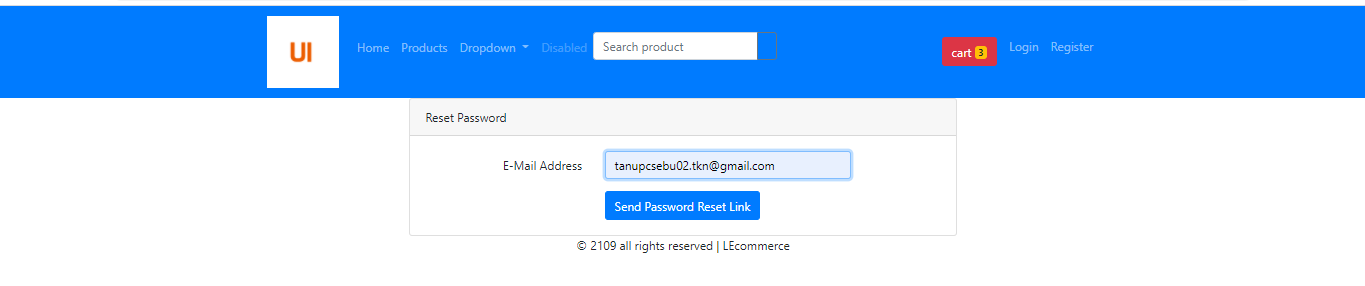 UI
Home Products Dropdown Disabled Search product cart 3 Login Register
Reset Password
E-Mail Address tanupcsebu02.tkn@gmail.com
Send Password Reset Link
© 2109 all rights reserved | LEcommerce